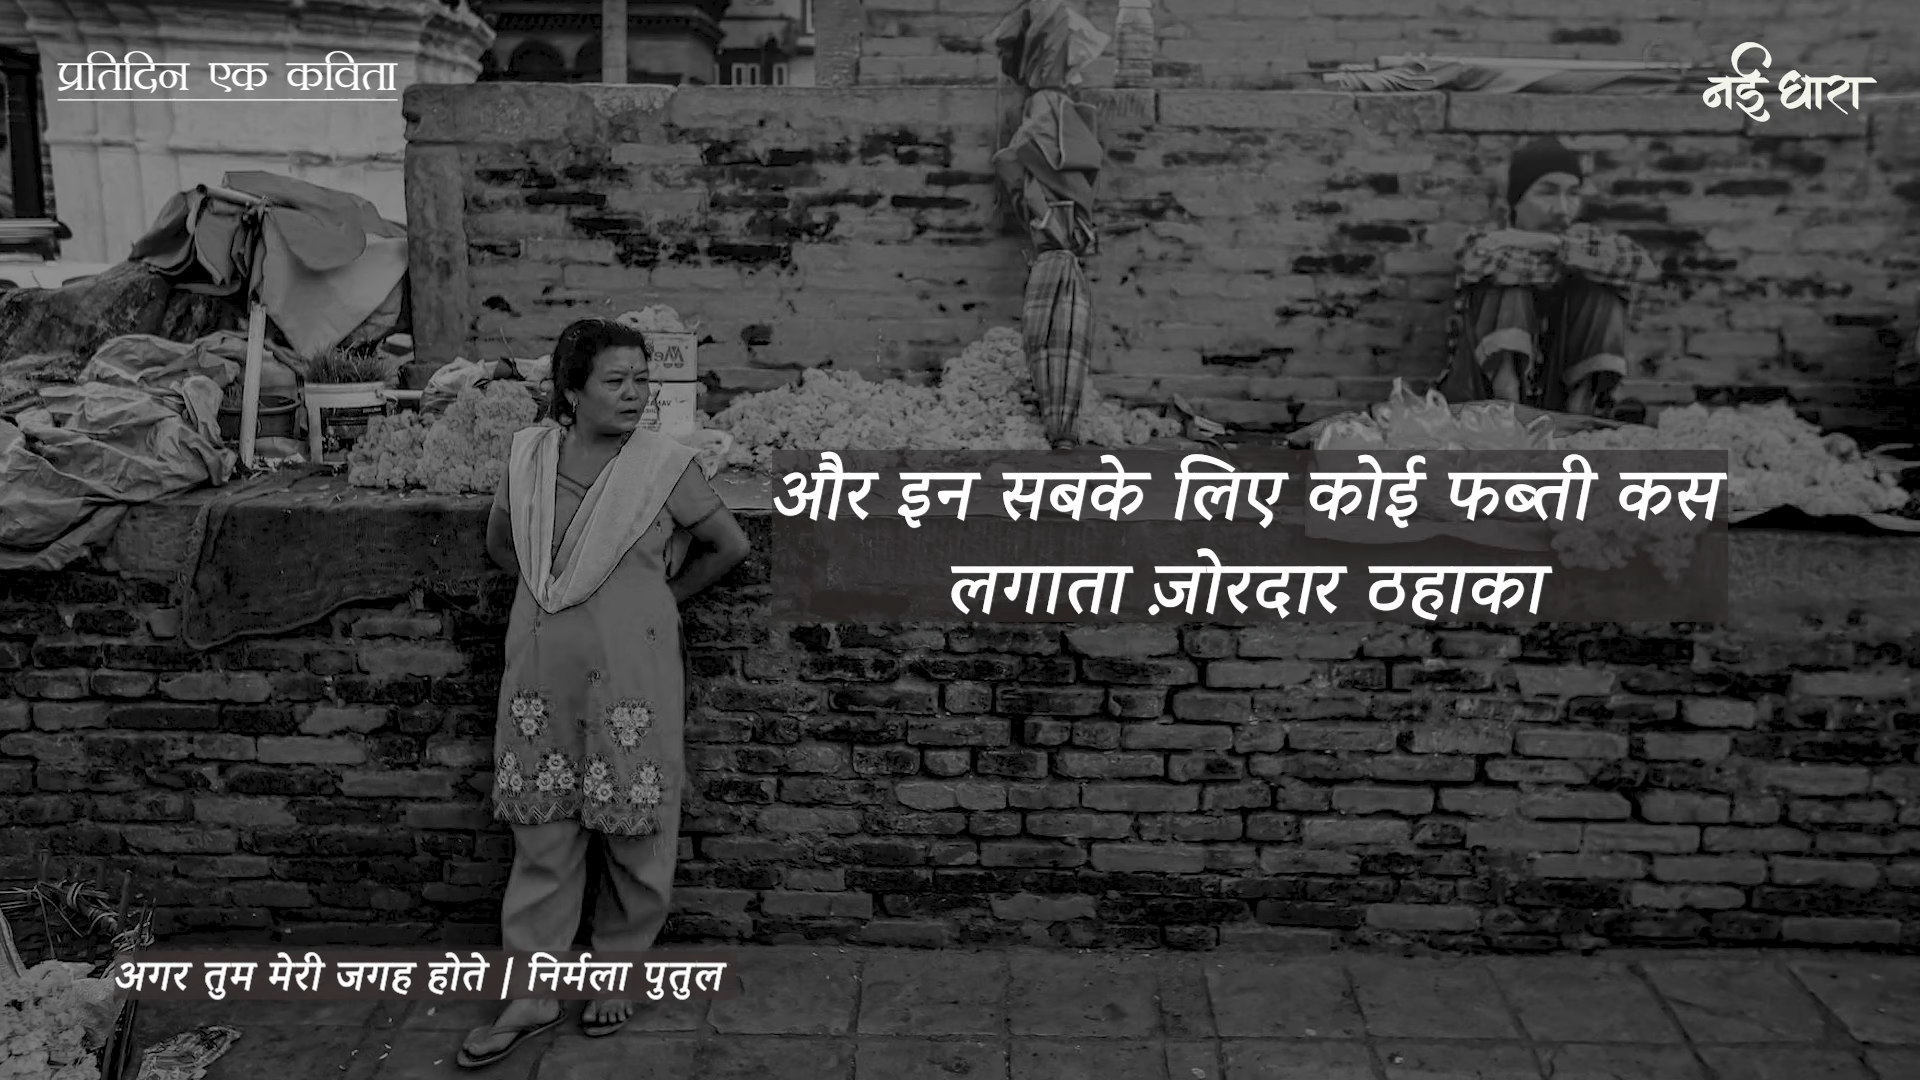 प्रतिदिन एक कविता
नई धारा
और इन सबके लिए कोई फब्ती कस
लगाता ज़ोरदार ठहाका
अगर तुम मेरी जगह होते | निर्मला पुतुल